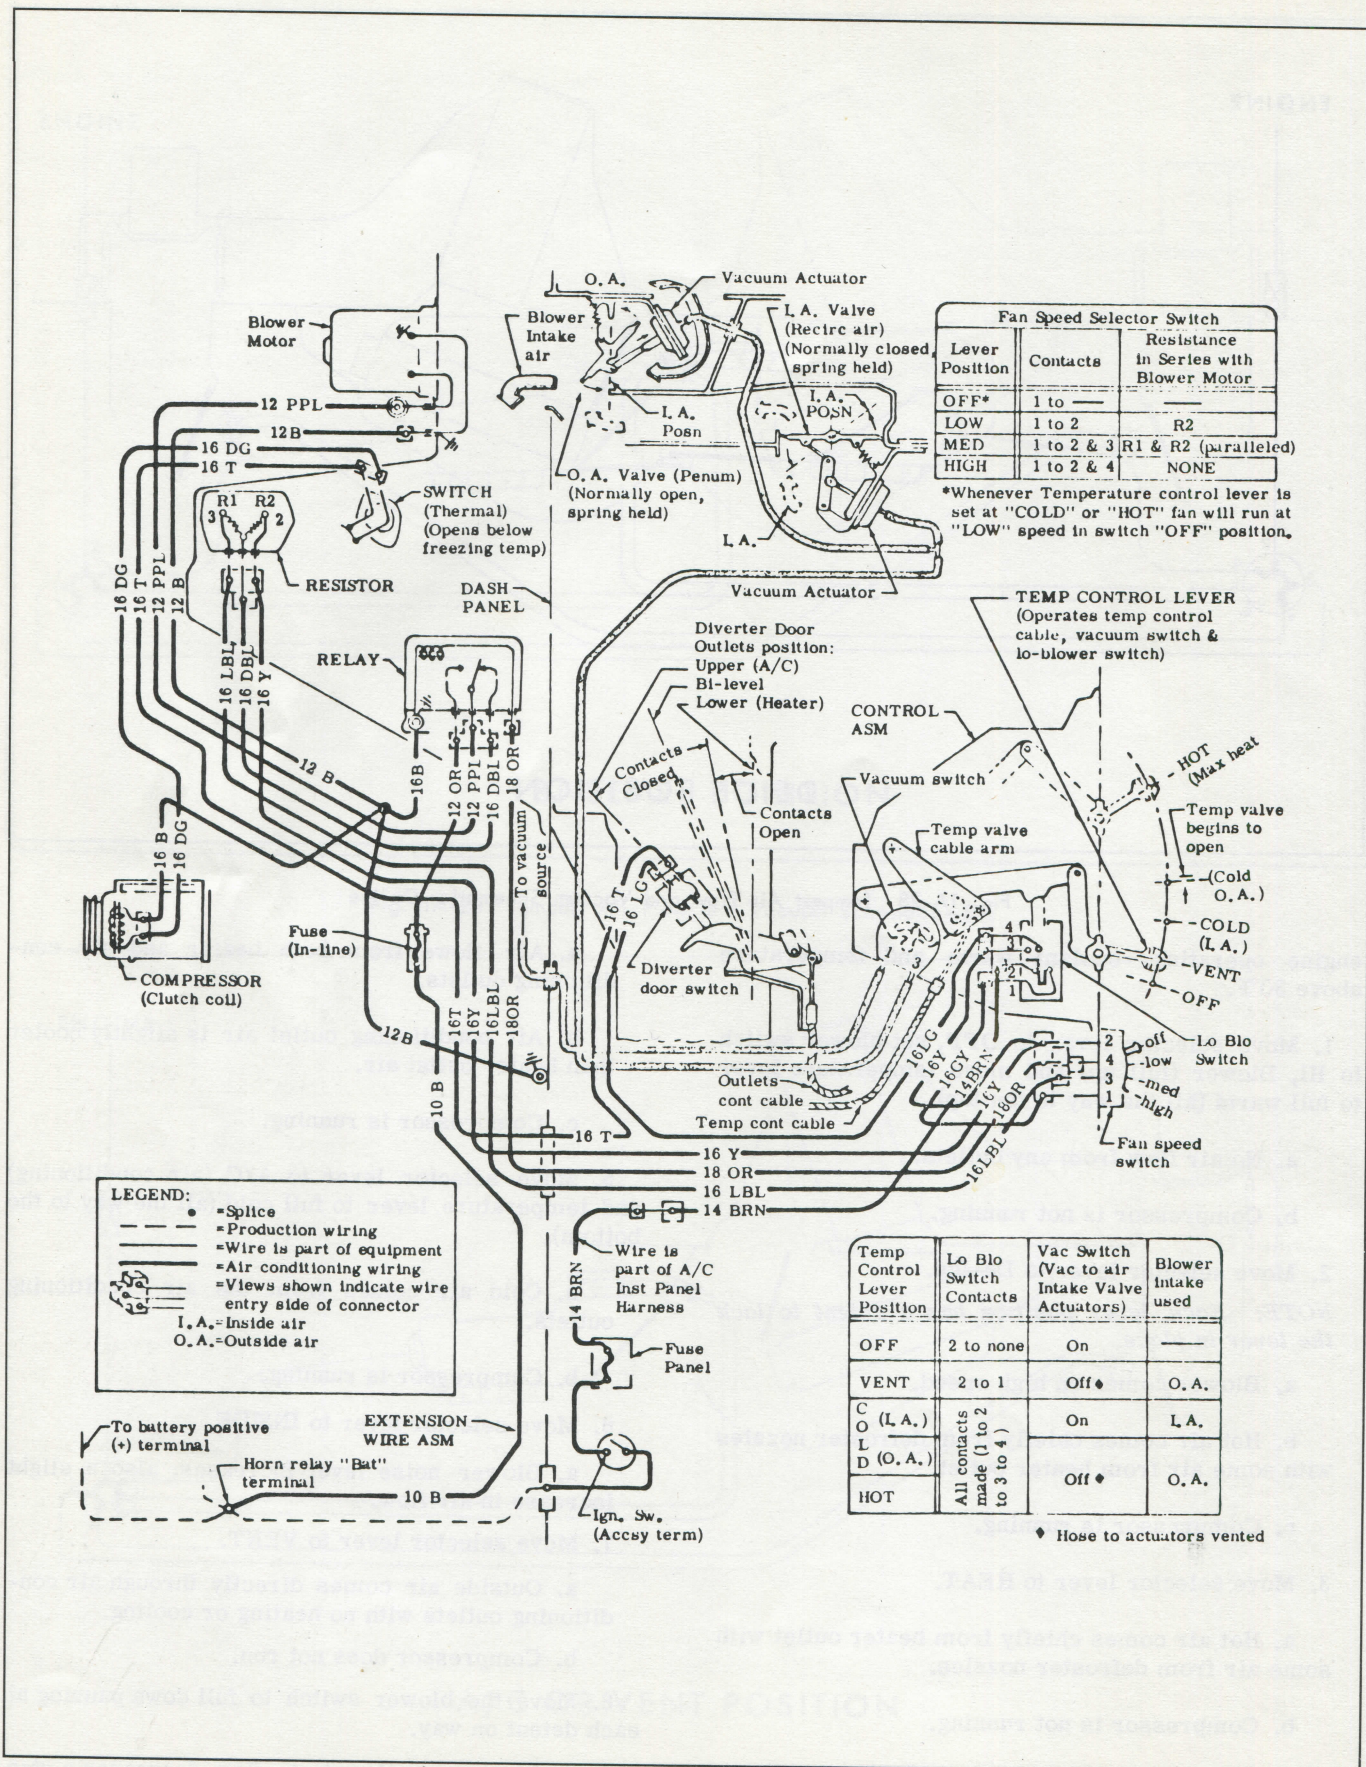 O. A.
Vacuum Actuator
Blower
Motor
Blower
Intake
air
I. A. Valve
(Recirc air)
(Normally closed,
spring held)
I. A.
POSN
I. A.
Posn
O. A. Valve (Penum)
(Normally open,
spring held)
I. A.
Vacuum Actuator
Fan Speed Selector Switch
Lever Position | Contacts | Resistance in Series with Blower Motor
OFF* | 1 to — | —
LOW | 1 to 2 | R2
MED | 1 to 2 & 3 | R1 & R2 (paralleled)
HIGH | 1 to 2 & 4 | NONE
*Whenever Temperature control lever is
set at "COLD" or "HOT" fan will run at
"LOW" speed in switch "OFF" position.
12 PPL
12B
16 DG
16 T
SWITCH
(Thermal)
(Opens below
freezing temp)
R1 R2
3 2
RESISTOR
16 DG
16 T
12 PPL
12 B
16 LBL
16 DBL
16 Y
DASH
PANEL
RELAY
16B
12 OR
12 PPL
16 DBL
18 OR
12 B
16 B
16 DG
COMPRESSOR
(Clutch coil)
Fuse
(In-line)
To vacuum
source
Diverter Door
Outlets position:
Upper (A/C)
Bi-level
Lower (Heater)
Contacts
Closed
Contacts
Open
16 T
16 LG
Diverter
door switch
TEMP CONTROL LEVER
(Operates temp control
cable, vacuum switch &
lo-blower switch)
CONTROL
ASM
Vacuum switch
Temp valve
cable arm
HOT
(Max heat)
Temp valve
begins to
open
(Cold
O.A.)
COLD
(I.A.)
VENT
OFF
4
3
2
1
Lo Blo
Switch
2
4
3
1
off
low
med
high
Fan speed
switch
Outlets
cont cable
Temp cont cable
16LG
16Y
16GY
14BRN
16Y
18OR
16LBL
12B
10 B
16T
16Y
16LBL
18OR
16 T
16 Y
18 OR
16 LBL
14 BRN
LEGEND:
=Splice
=Production wiring
=Wire is part of equipment
=Air conditioning wiring
=Views shown indicate wire
entry side of connector
I. A.=Inside air
O. A.=Outside air
Wire is
part of A/C
Inst Panel
Harness
14 BRN
Fuse
Panel
Ign. Sw.
(Accsy term)
To battery positive
(+) terminal
Horn relay "Bat"
terminal
EXTENSION
WIRE ASM
10 B
Temp Control Lever Position | Lo Blo Switch Contacts | Vac Switch (Vac to air Intake Valve Actuators) | Blower Intake used
OFF | 2 to none | On | —
VENT | 2 to 1 | Off♦ | O. A.
COLD (I. A.) | All contacts made (1 to 2 to 3 to 4) | On | I. A.
(O. A.) | Off♦ | O. A.
HOT
♦ Hose to actuators vented